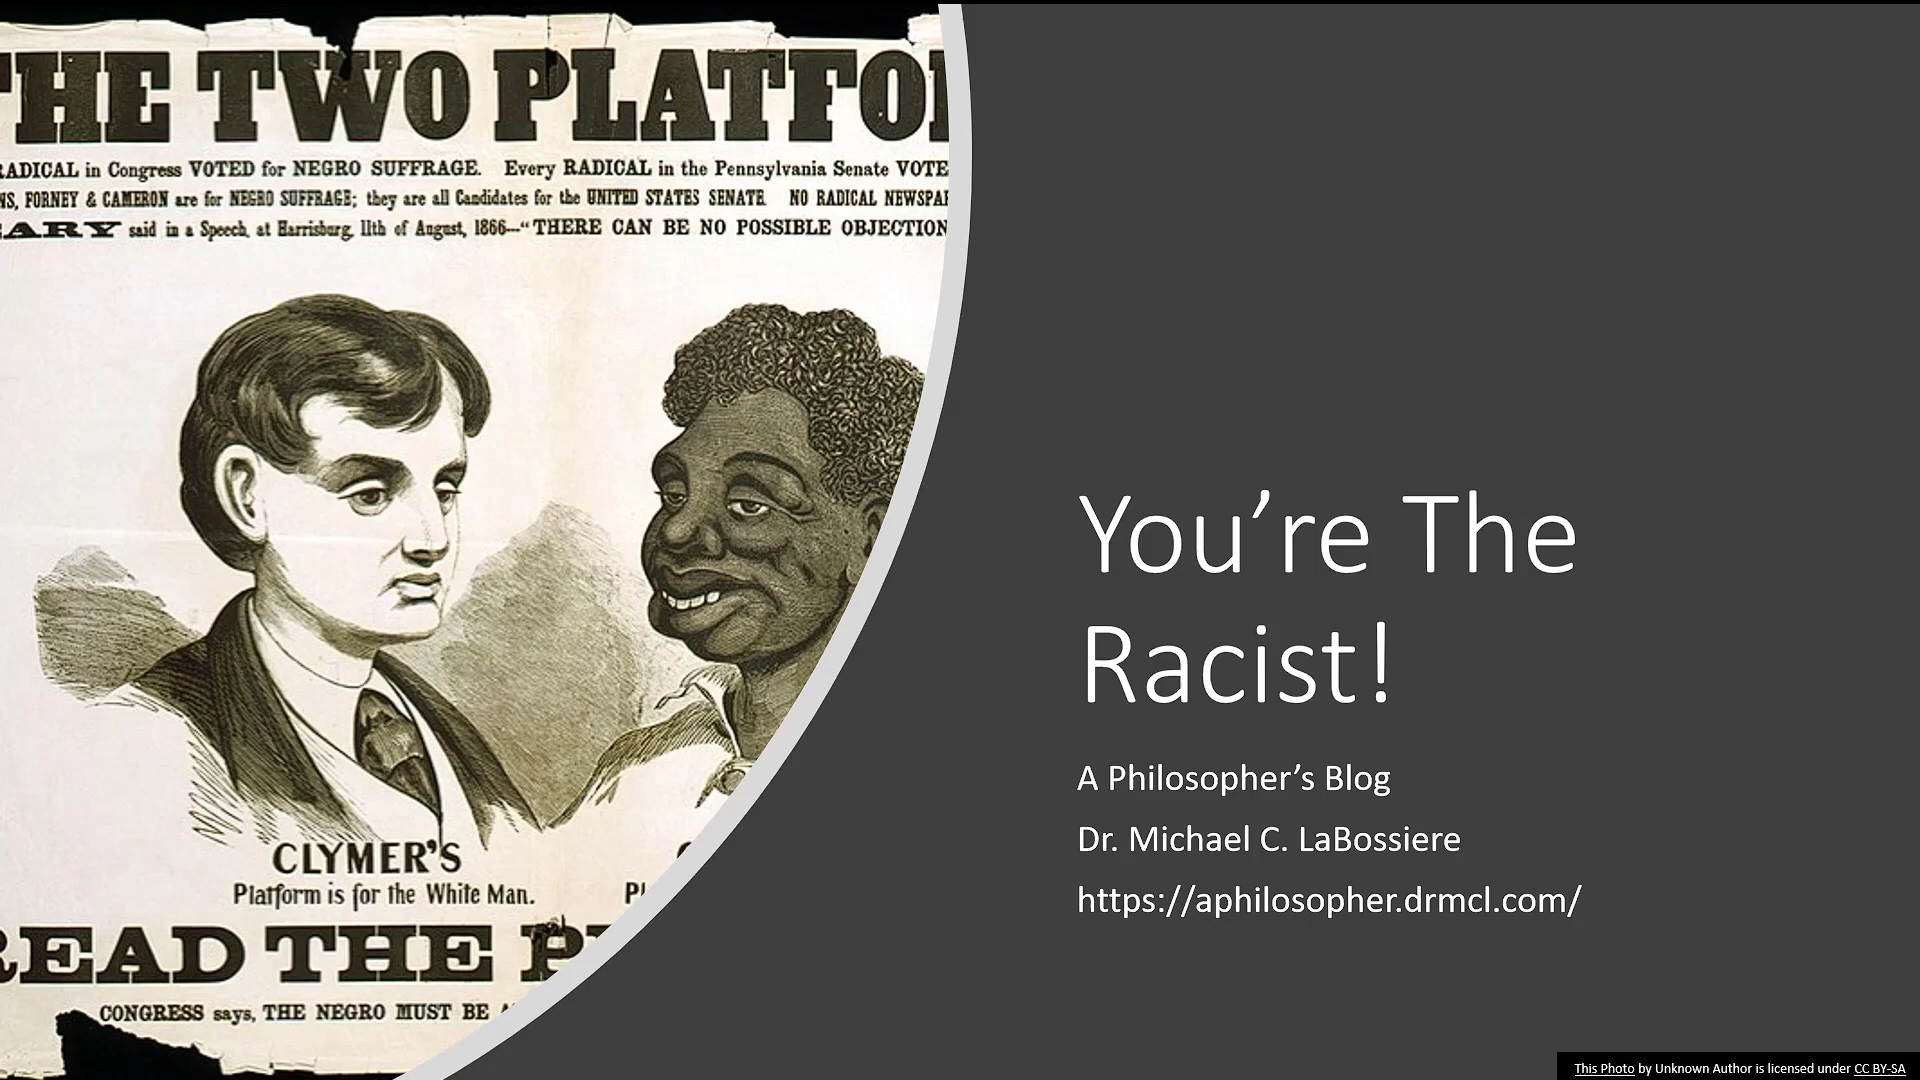 THE TWO PLATFO
RADICAL in Congress VOTED for NEGRO SUFFRAGE. Every RADICAL in the Pennsylvania Senate VOTE
NS, FORNEY & CAMERON are for NEGRO SUFFRAGE; they are all Candidates for the UNITED STATES SENATE. NO RADICAL NEWSPA
EARY said in a Speech, at Harrisburg, 11th of August, 1866—"THERE CAN BE NO POSSIBLE OBJECTION
CLYMER'S
Platform is for the White Man.
READ THE
CONGRESS says, THE NEGRO MUST BE
You're The
Racist!
A Philosopher's Blog
Dr. Michael C. LaBossiere
https://aphilosopher.drmcl.com/
This Photo by Unknown Author is licensed under CC BY-SA